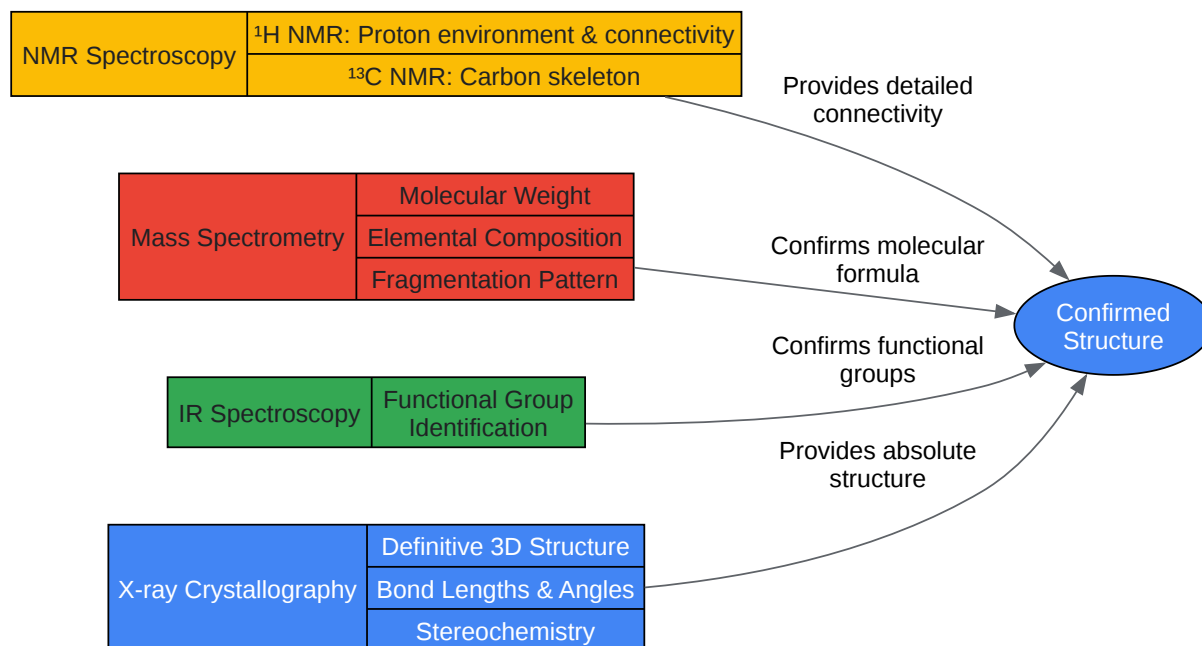 NMR Spectroscopy
¹H NMR: Proton environment & connectivity
¹³C NMR: Carbon skeleton
Provides detailed
connectivity
Mass Spectrometry
Molecular Weight
Elemental Composition
Fragmentation Pattern
Confirms molecular
formula
Confirmed
Structure
IR Spectroscopy
Functional Group
Identification
Confirms functional
groups
Provides absolute
structure
X-ray Crystallography
Definitive 3D Structure
Bond Lengths & Angles
Stereochemistry